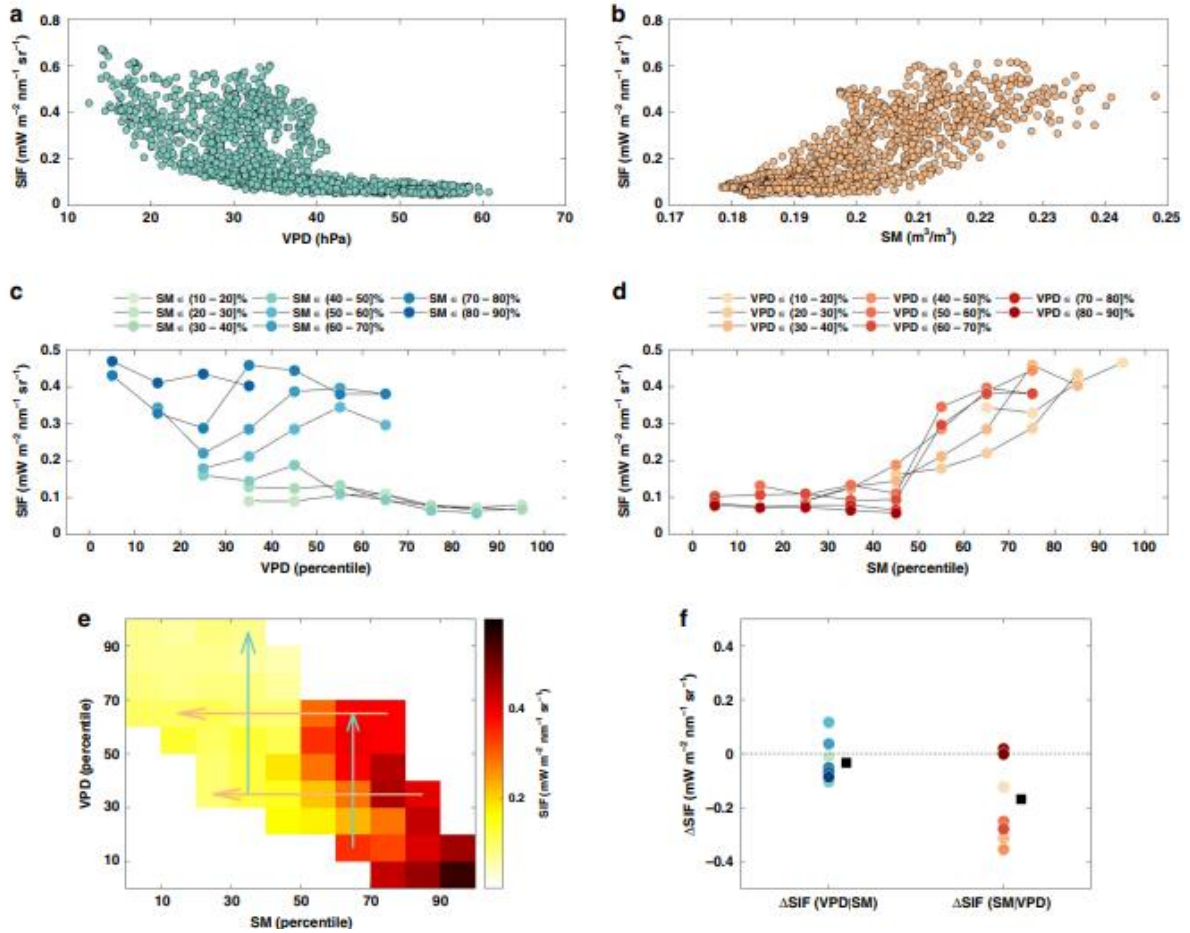 a
0.8
0.6
0.4
0.2
0
SIF (mW m⁻² nm⁻¹ sr⁻¹)
10 20 30 40 50 60 70
VPD (hPa)
b
0.8
0.6
0.4
0.2
0
SIF (mW m⁻² nm⁻¹ sr⁻¹)
0.17 0.18 0.19 0.2 0.21 0.22 0.23 0.24 0.25
SM (m³/m³)
c
SM ∈ (10 – 20]% SM ∈ (40 – 50]% SM ∈ (70 – 80]%
SM ∈ (20 – 30]% SM ∈ (50 – 60]% SM ∈ (80 – 90]%
SM ∈ (30 – 40]% SM ∈ (60 – 70]%
0.5
0.4
0.3
0.2
0.1
0
SIF (mW m⁻² nm⁻¹ sr⁻¹)
0 10 20 30 40 50 60 70 80 90 100
VPD (percentile)
d
VPD ∈ (10 – 20]% VPD ∈ (40 – 50]% VPD ∈ (70 – 80]%
VPD ∈ (20 – 30]% VPD ∈ (50 – 60]% VPD ∈ (80 – 90]%
VPD ∈ (30 – 40]% VPD ∈ (60 – 70]%
0.5
0.4
0.3
0.2
0.1
0
SIF (mW m⁻² nm⁻¹ sr⁻¹)
0 10 20 30 40 50 60 70 80 90 100
SM (percentile)
e
90
70
50
30
10
VPD (percentile)
10 30 50 70 90
SM (percentile)
0.4
0.2
SIF (mW m⁻² nm⁻¹ sr⁻¹)
f
0.4
0.2
0
−0.2
−0.4
ΔSIF (mW m⁻² nm⁻¹ sr⁻¹)
ΔSIF (VPD|SM) ΔSIF (SM|VPD)